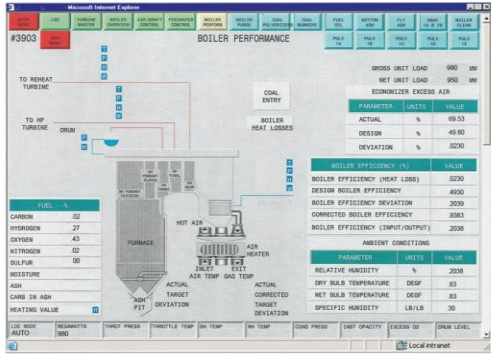 Microsoft Internet Explorer
LDC TURBINE MASTER BOILER OVERVIEW AIR/DRAFT CONTROL FEEDWATER CONTROL BOILER PERFORM BOILER PURGE COAL PULVERIZER COAL BURNERS FUEL OIL BOTTOM ASH FLY ASH BOILER CLEAN
#3903 BOILER PERFORMANCE
PULV 1A PULV 1B PULV 1C
GROSS UNIT LOAD 980 MW
NET UNIT LOAD 950 MW
ECONOMIZER EXCESS AIR
PARAMETER UNITS VALUE
ACTUAL % 69.53
DESIGN % 49.80
DEVIATION % .0230
TO REHEAT TURBINE
TO HP TURBINE
DRUM
T
P
H
W
T
P
H
W
P
H
T
P
H
W
COAL ENTRY
BOILER HEAT LOSSES
BOILER EFFICIENCY (%) VALUE
BOILER EFFICIENCY (HEAT LOSS) .0230
DESIGN BOILER EFFICIENCY 4930
BOILER EFFICIENCY DEVIATION .2039
CORRECTED BOILER EFFICIENCY .9383
BOILER EFFICIENCY (INPUT/OUTPUT) .2038
AMBIENT CONDITIONS
PARAMETER UNITS VALUE
RELATIVE HUMIDITY % .2038
DRY BULB TEMPERATURE DEGF .83
WET BULB TEMPERATURE DEGF .83
SPECIFIC HUMIDITY LB/LB 30
FUEL - %
CARBON .02
HYDROGEN .27
OXYGEN .43
NITROGEN .02
SULFUR 00
MOISTURE
ASH
CARB IN ASH
HEATING VALUE H
FURNACE
HOT AIR
AIR HEATER
INLET AIR TEMP
EXIT GAS TEMP
ASH PIT
ACTUAL
TARGET
DEVIATION
ACTUAL
CORRECTED
TARGET
DEVIATION
LDC MODE AUTO
MEGAWATTS 980
THROT PRESS
THROTTLE TEMP
RH TEMP
COND PRESS
INST OPACITY
EXCESS O2
DRUM LEVEL
Local intranet